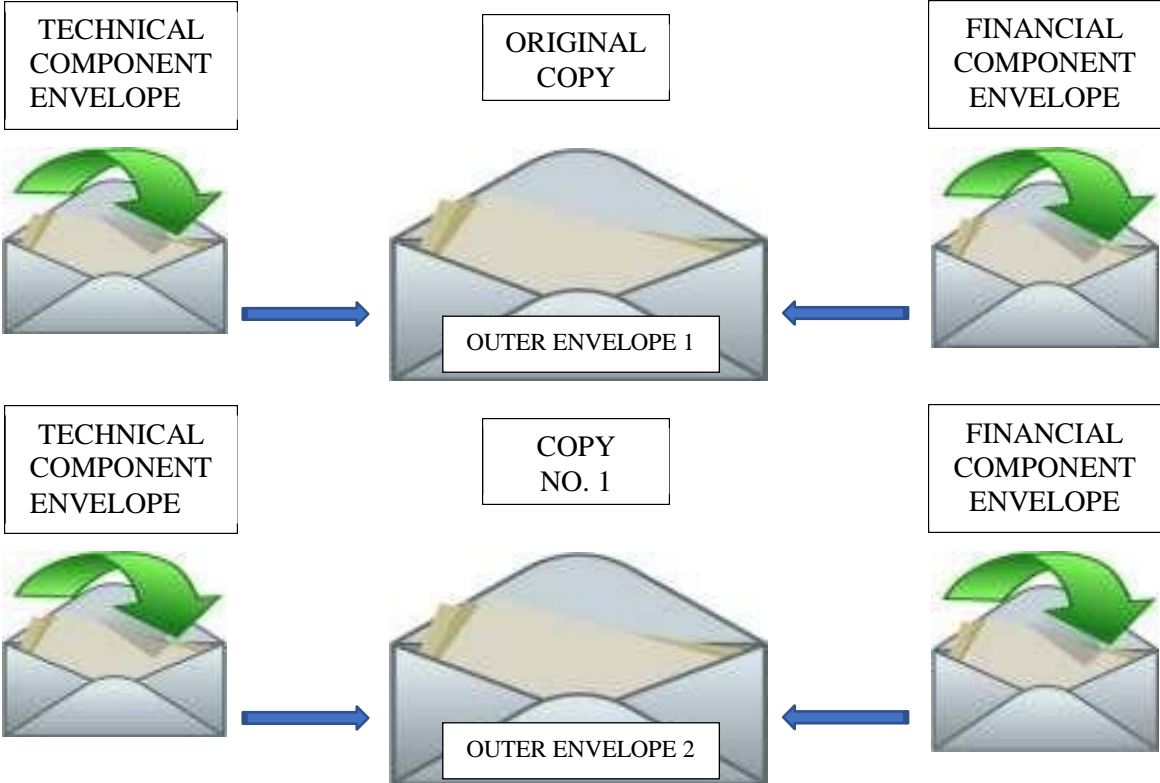 TECHNICAL
COMPONENT
ENVELOPE
ORIGINAL
COPY
FINANCIAL
COMPONENT
ENVELOPE
OUTER ENVELOPE 1
TECHNICAL
COMPONENT
ENVELOPE
COPY
NO. 1
FINANCIAL
COMPONENT
ENVELOPE
OUTER ENVELOPE 2